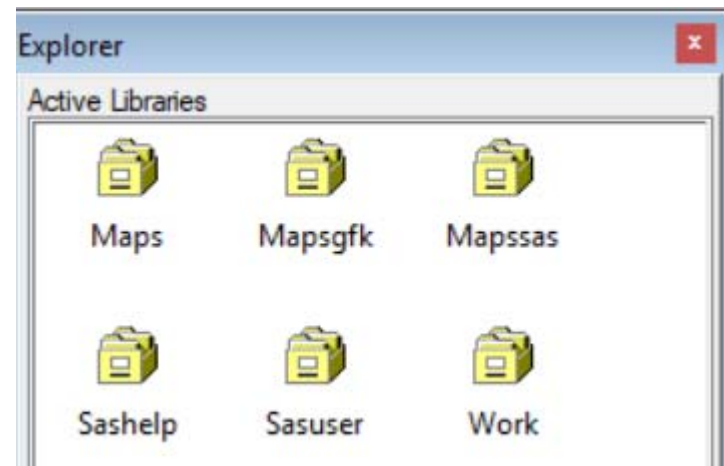 Explorer
Active Libraries
Maps Mapsgfk Mapssas
Sashelp Sasuser Work